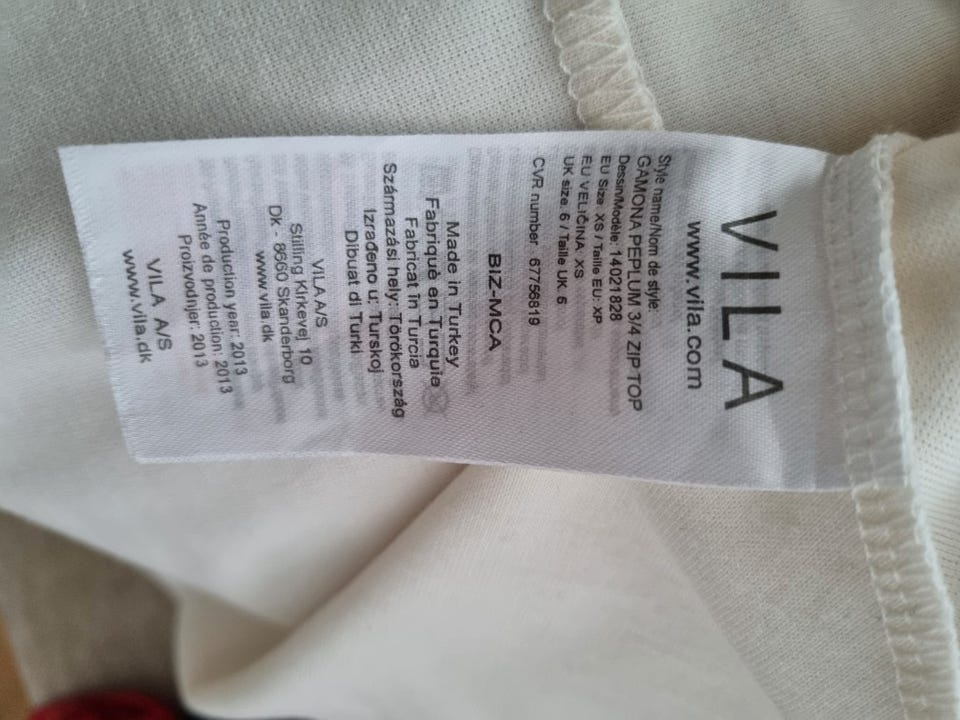 VILA
www.vila.com
Style name/Nom de style:
GAMONA PEPLUM 3/4 ZIP TOP
Dessin/Modèle: 14021828
EU Size: XS / Taille EU: XP
EU VELIČINA: XS
UK size. 6 / Taille UK. 6
CVR number 67756819
BIZ-MCA
Made in Turkey
Fabriquè en Turquie
Fabricat în Turcia
Származási hely: Törökország
Izrađeno u: Turskoj
Dibuat di Turki
VILA A/S
Stilling Kirkevej 10
Dk - 8660 Skanderborg
www.vila.dk
Production year: 2013
Année de production: 2013
Proizvodnjer: 2013
VILA A/S
www.vila.dk